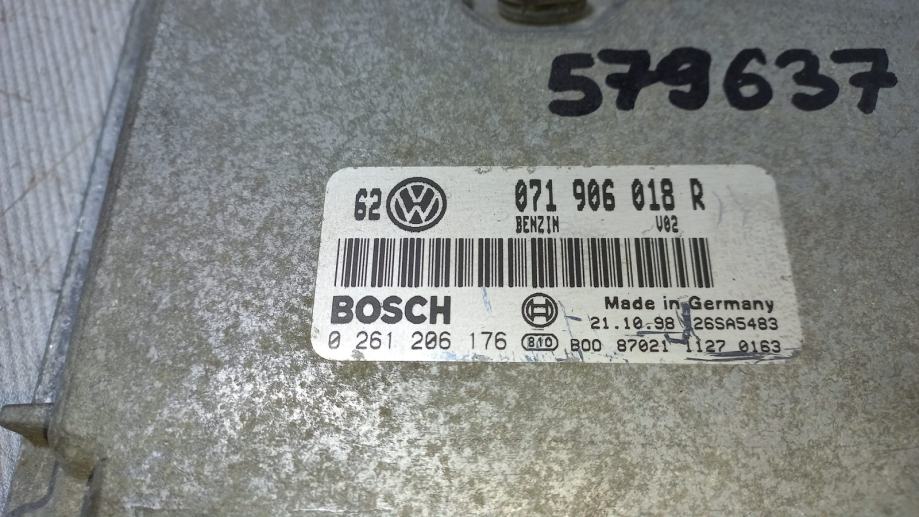 579637
62 VW 071 906 018 R
BENZIN V02
BOSCH Made in Germany
21.10.98 26SA5483
0 261 206 176 810 B00 87021 1127 0163